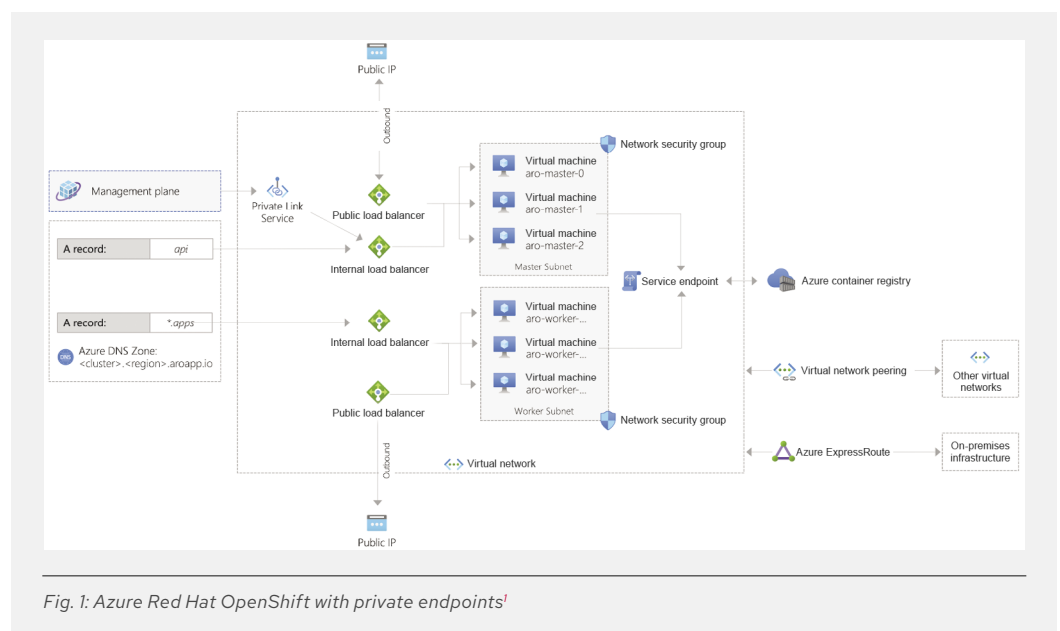 Public IP
Outbound
Network security group
Virtual machine
aro-master-0
Virtual machine
aro-master-1
Virtual machine
aro-master-2
Master Subnet
Management plane
Private Link
Service
Public load balancer
A record:
api
Internal load balancer
Service endpoint
Azure container registry
A record:
*.apps
Internal load balancer
DNS
Azure DNS Zone:
<cluster>.<region>.aroapp.io
Virtual machine
aro-worker-...
Virtual machine
aro-worker-...
Virtual machine
aro-worker-...
Worker Subnet
Public load balancer
Network security group
Virtual network peering
Other virtual
networks
Outbound
Virtual network
Azure ExpressRoute
On-premises
infrastructure
Public IP
Fig. 1: Azure Red Hat OpenShift with private endpoints¹